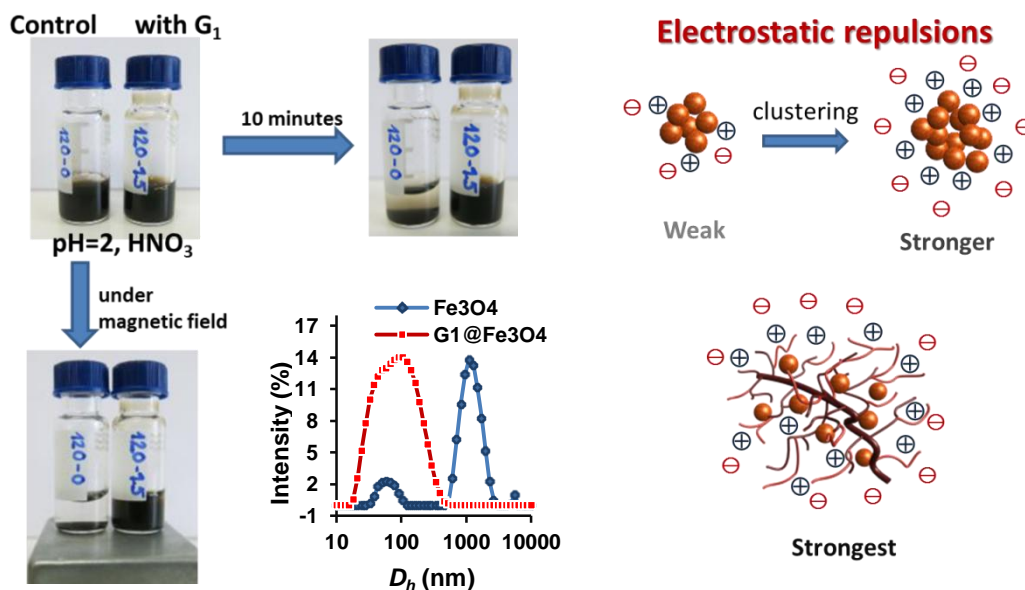 Control with G₁
120-0
120-1.5
10 minutes
120-0
120-1.5
pH=2, HNO₃
under
magnetic field
120-0
120-1.5
Fe3O4
G1@Fe3O4
Intensity (%)
17
14
11
8
5
2
-1
10 100 1000 10000
Dₕ (nm)
Electrostatic repulsions
⊖ ⊕
clustering
Weak
Stronger
Strongest